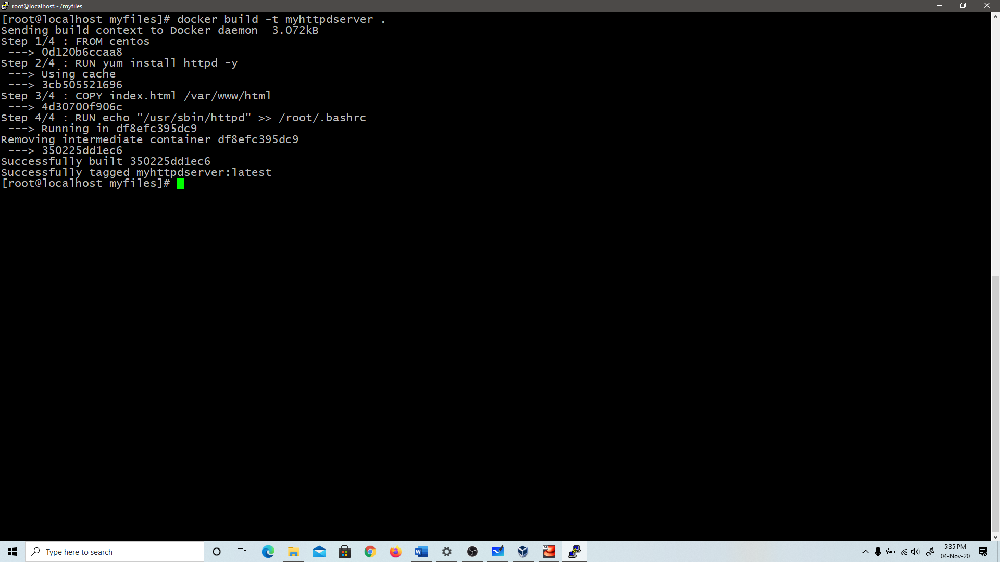 root@localhost:~/myfiles
[root@localhost myfiles]# docker build -t myhttpdserver .
Sending build context to Docker daemon  3.072kB
Step 1/4 : FROM centos
 ---> 0d120b6ccaa8
Step 2/4 : RUN yum install httpd -y
 ---> Using cache
 ---> 3cb505521696
Step 3/4 : COPY index.html /var/www/html
 ---> 4d30700f906c
Step 4/4 : RUN echo "/usr/sbin/httpd" >> /root/.bashrc
 ---> Running in df8efc395dc9
Removing intermediate container df8efc395dc9
 ---> 350225dd1ec6
Successfully built 350225dd1ec6
Successfully tagged myhttpdserver:latest
[root@localhost myfiles]#
Type here to search
5:35 PM
04-Nov-20